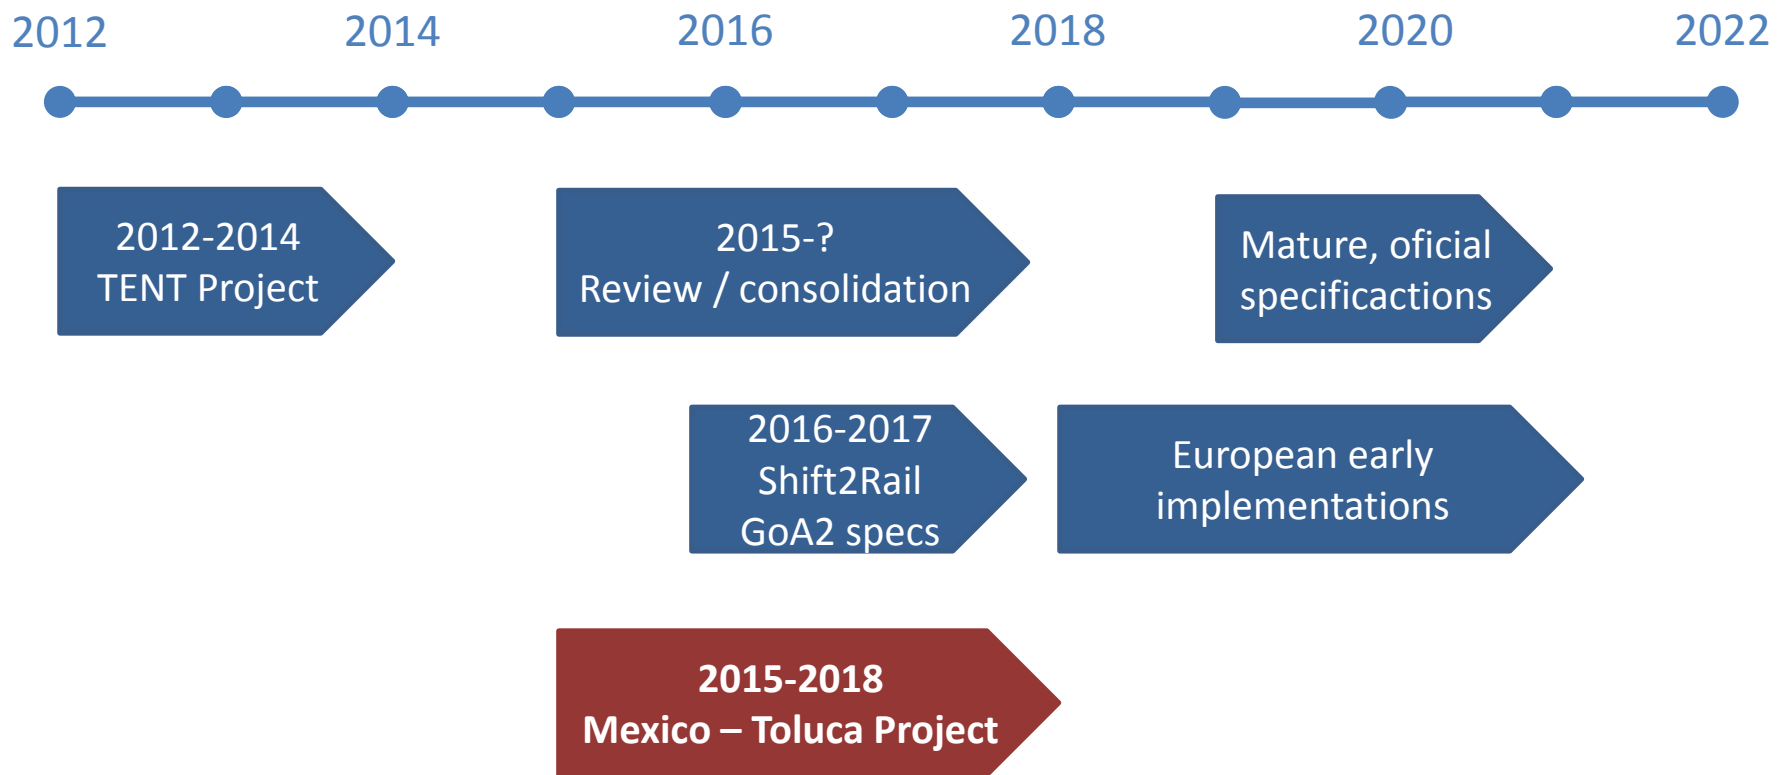 2012
2014
2016
2018
2020
2022
2012-2014
TENT Project
2015-?
Review / consolidation
Mature, oficial
specificactions
2016-2017
Shift2Rail
GoA2 specs
European early
implementations
2015-2018
Mexico – Toluca Project